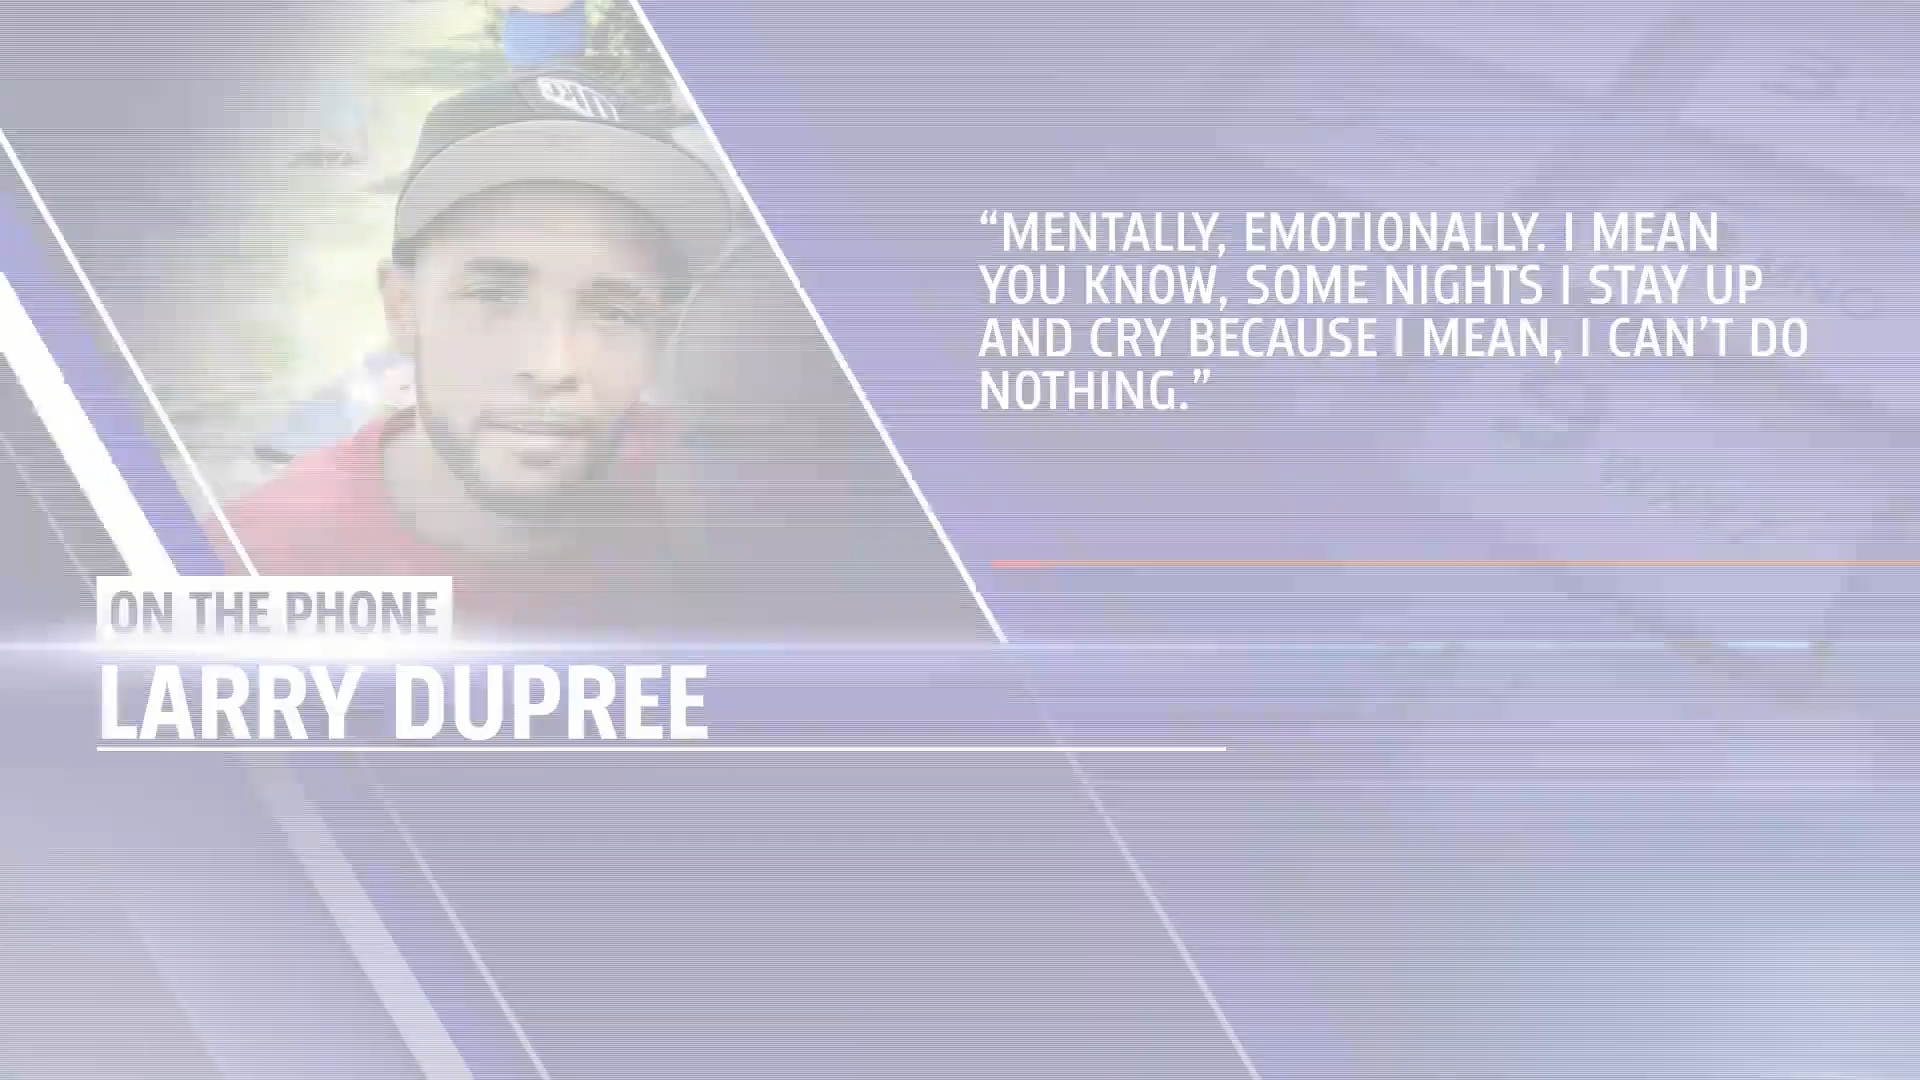 “MENTALLY, EMOTIONALLY. I MEAN
YOU KNOW, SOME NIGHTS I STAY UP
AND CRY BECAUSE I MEAN, I CAN’T DO
NOTHING.”
ON THE PHONE
LARRY DUPREE